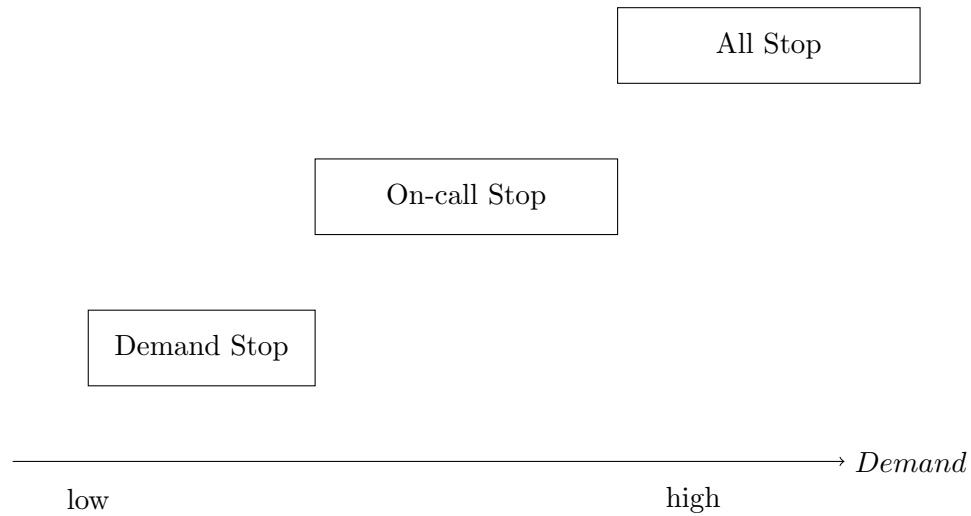 All Stop
On-call Stop
Demand Stop
Demand
low
high